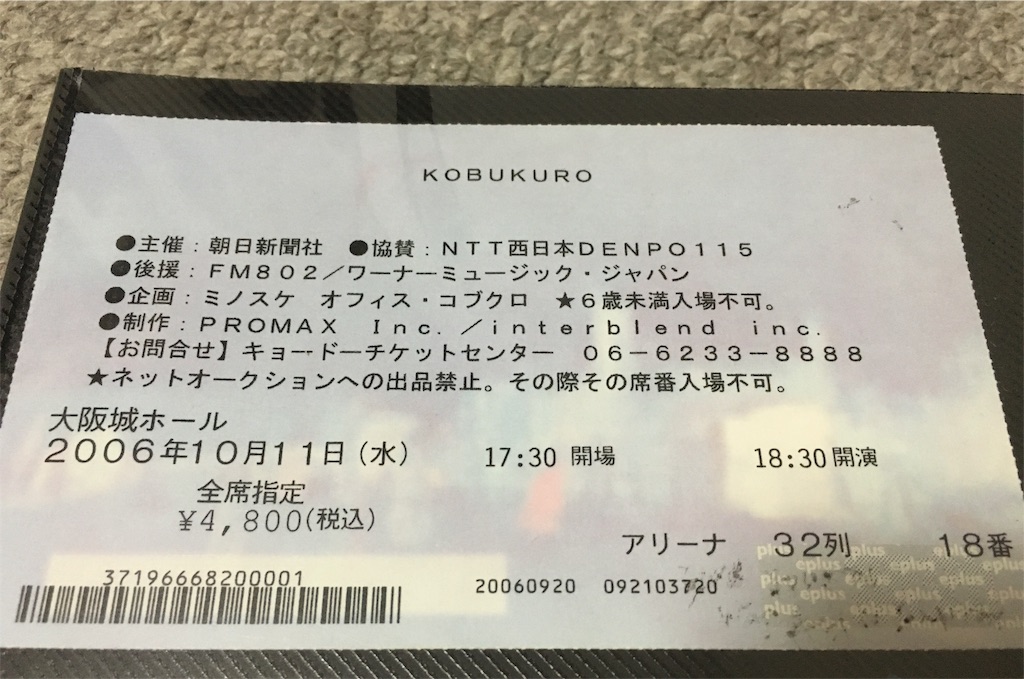 KOBUKURO
●主催：朝日新聞社　●協賛：ＮＴＴ西日本ＤＥＮＰＯ１１５
●後援：ＦＭ８０２／ワーナーミュージック・ジャパン
●企画：ミノスケ　オフィス・コブクロ　★６歳未満入場不可。
●制作：ＰＲＯＭＡＸ　Ｉｎｃ．／ｉｎｔｅｒｂｌｅｎｄ　ｉｎｃ．
【お問合せ】キョードーチケットセンター　０６－６２３３－８８８８
★ネットオークションへの出品禁止。その際その席番入場不可。
大阪城ホール
２００６年１０月１１日（水）　17:30 開場　18:30 開演
全席指定
￥4,800(税込)
アリーナ　３２列　１８番
37196668200001
20060920　092103720
eplus eplus eplus
eplus eplus